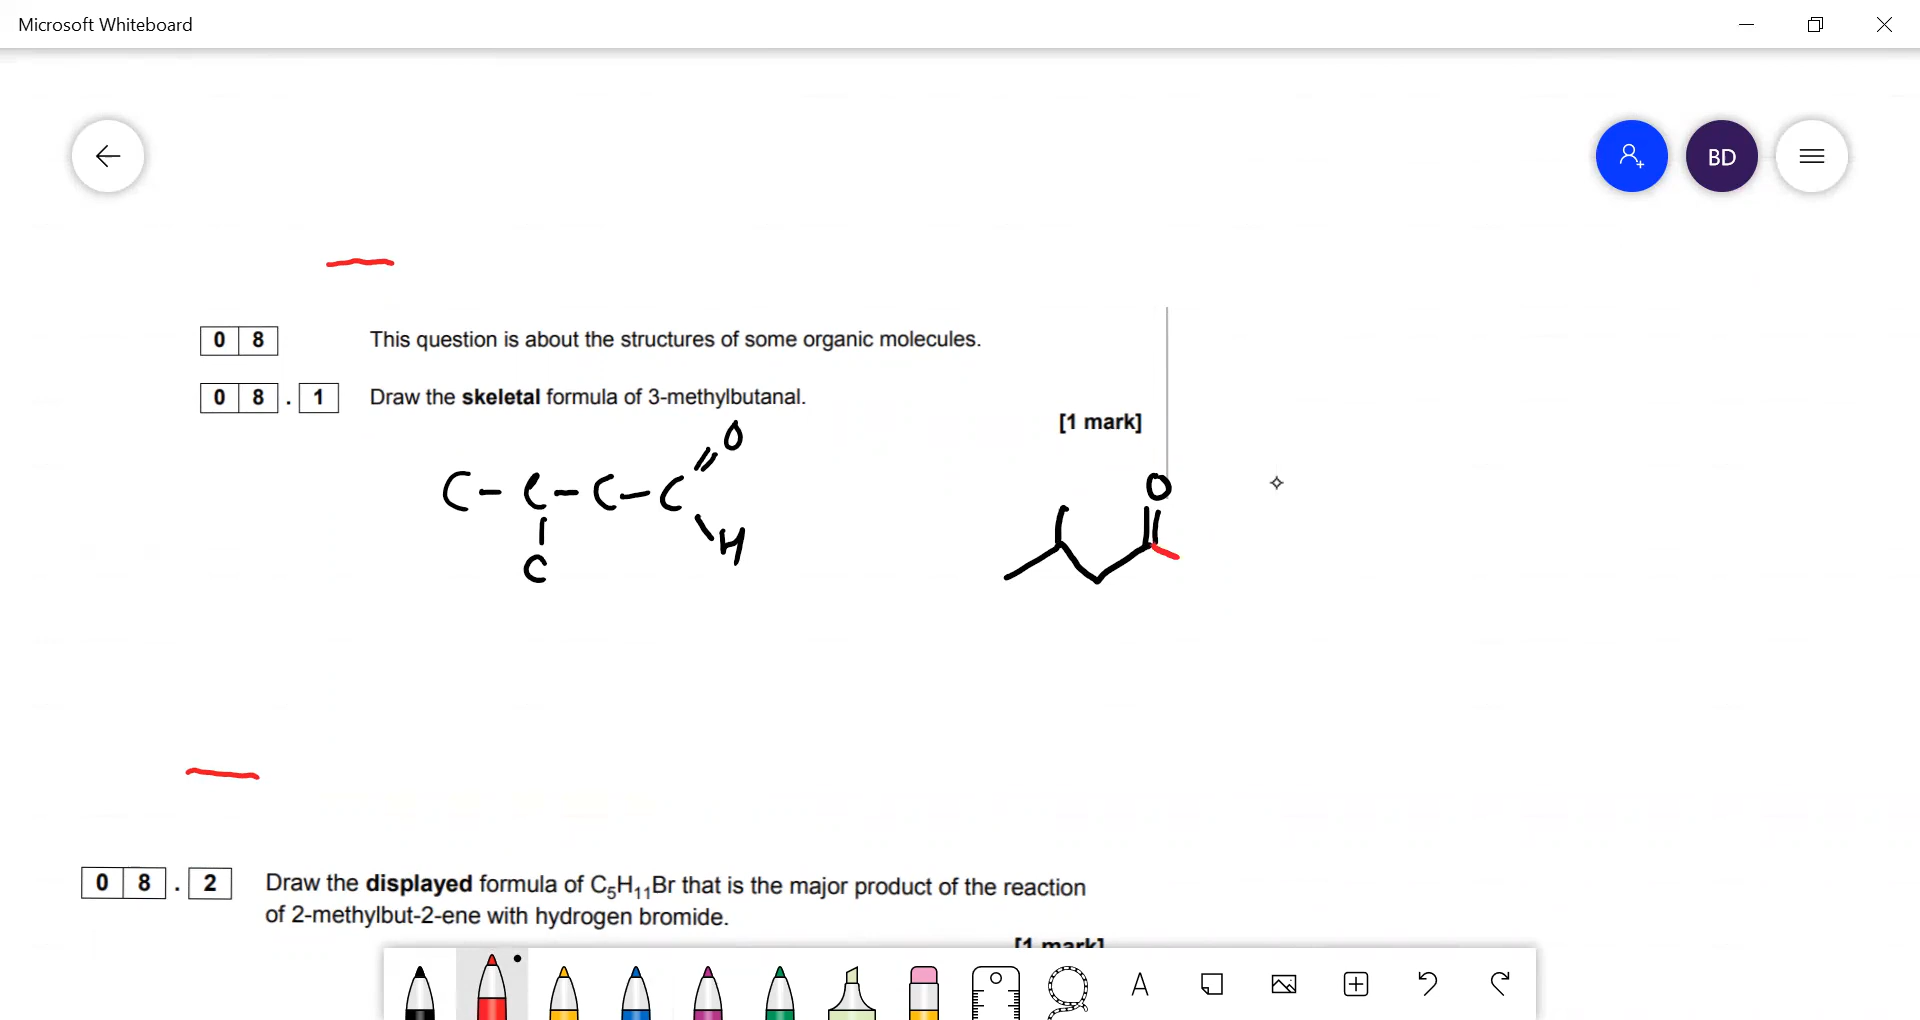 Microsoft Whiteboard
BD
0 8 This question is about the structures of some organic molecules.
0 8 . 1 Draw the skeletal formula of 3-methylbutanal.
[1 mark]
O
C - C - C - C
H
C
O
0 8 . 2 Draw the displayed formula of C₅H₁₁Br that is the major product of the reaction
of 2-methylbut-2-ene with hydrogen bromide.
[1 mark]
A